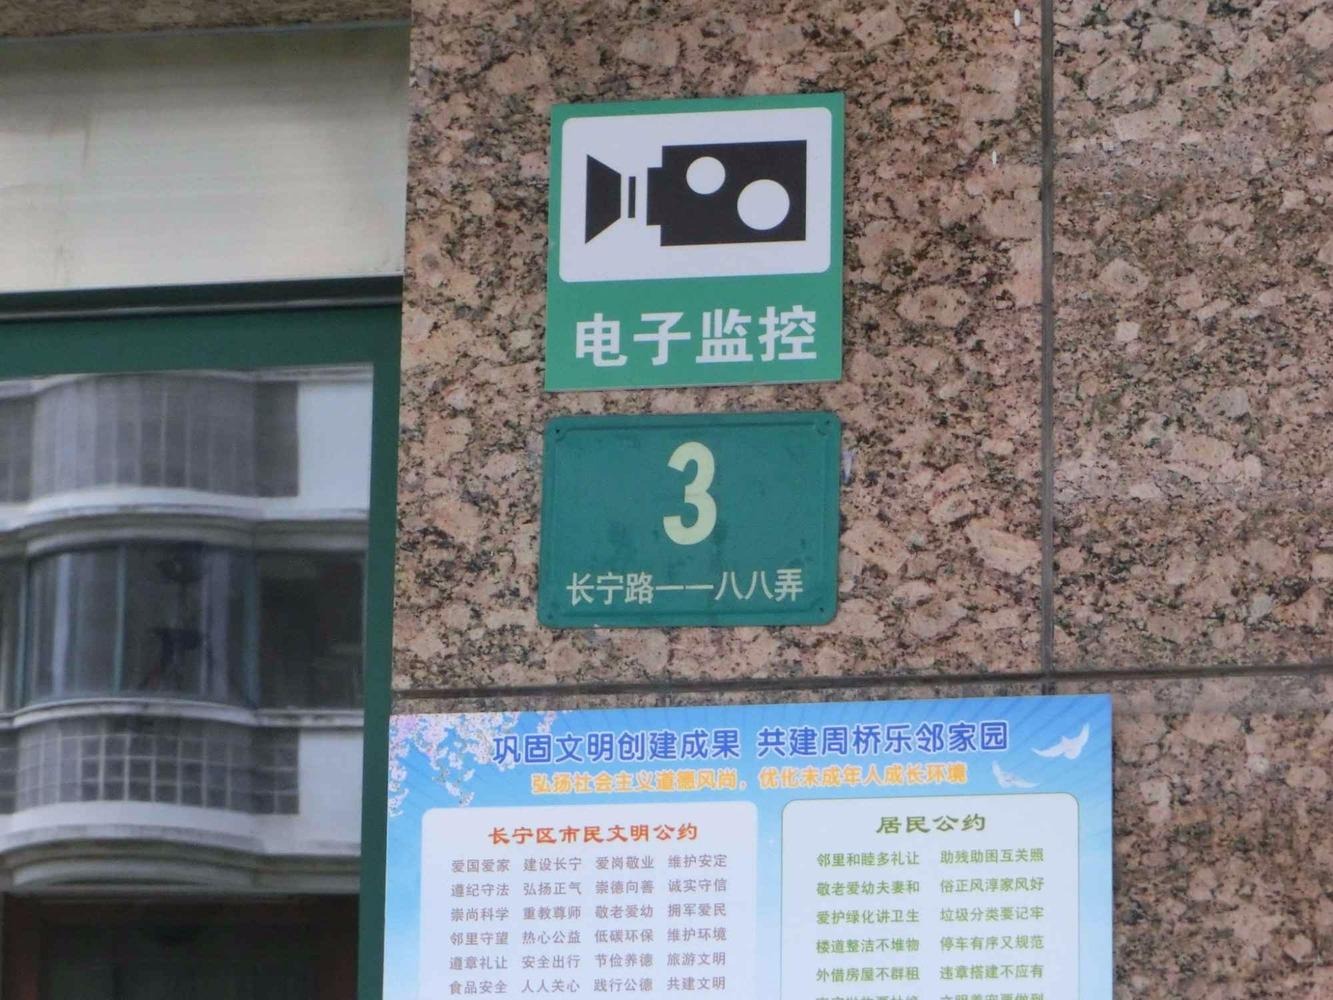 电子监控
3
长宁路一一八八弄
巩固文明创建成果 共建周桥乐邻家园
弘扬社会主义道德风尚，优化未成年人成长环境
长宁区市民文明公约
爱国爱家 建设长宁 爱岗敬业 维护安定
遵纪守法 弘扬正气 崇德向善 诚实守信
崇尚科学 重教尊师 敬老爱幼 拥军爱民
邻里守望 热心公益 低碳环保 维护环境
遵章礼让 安全出行 节俭养德 旅游文明
食品安全 人人关心 践行公德 共建文明
居民公约
邻里和睦多礼让 助残助困互关照
敬老爱幼夫妻和 俗正风淳家风好
爱护绿化讲卫生 垃圾分类要记牢
楼道整洁不堆物 停车有序又规范
外借房屋不群租 违章搭建不应有